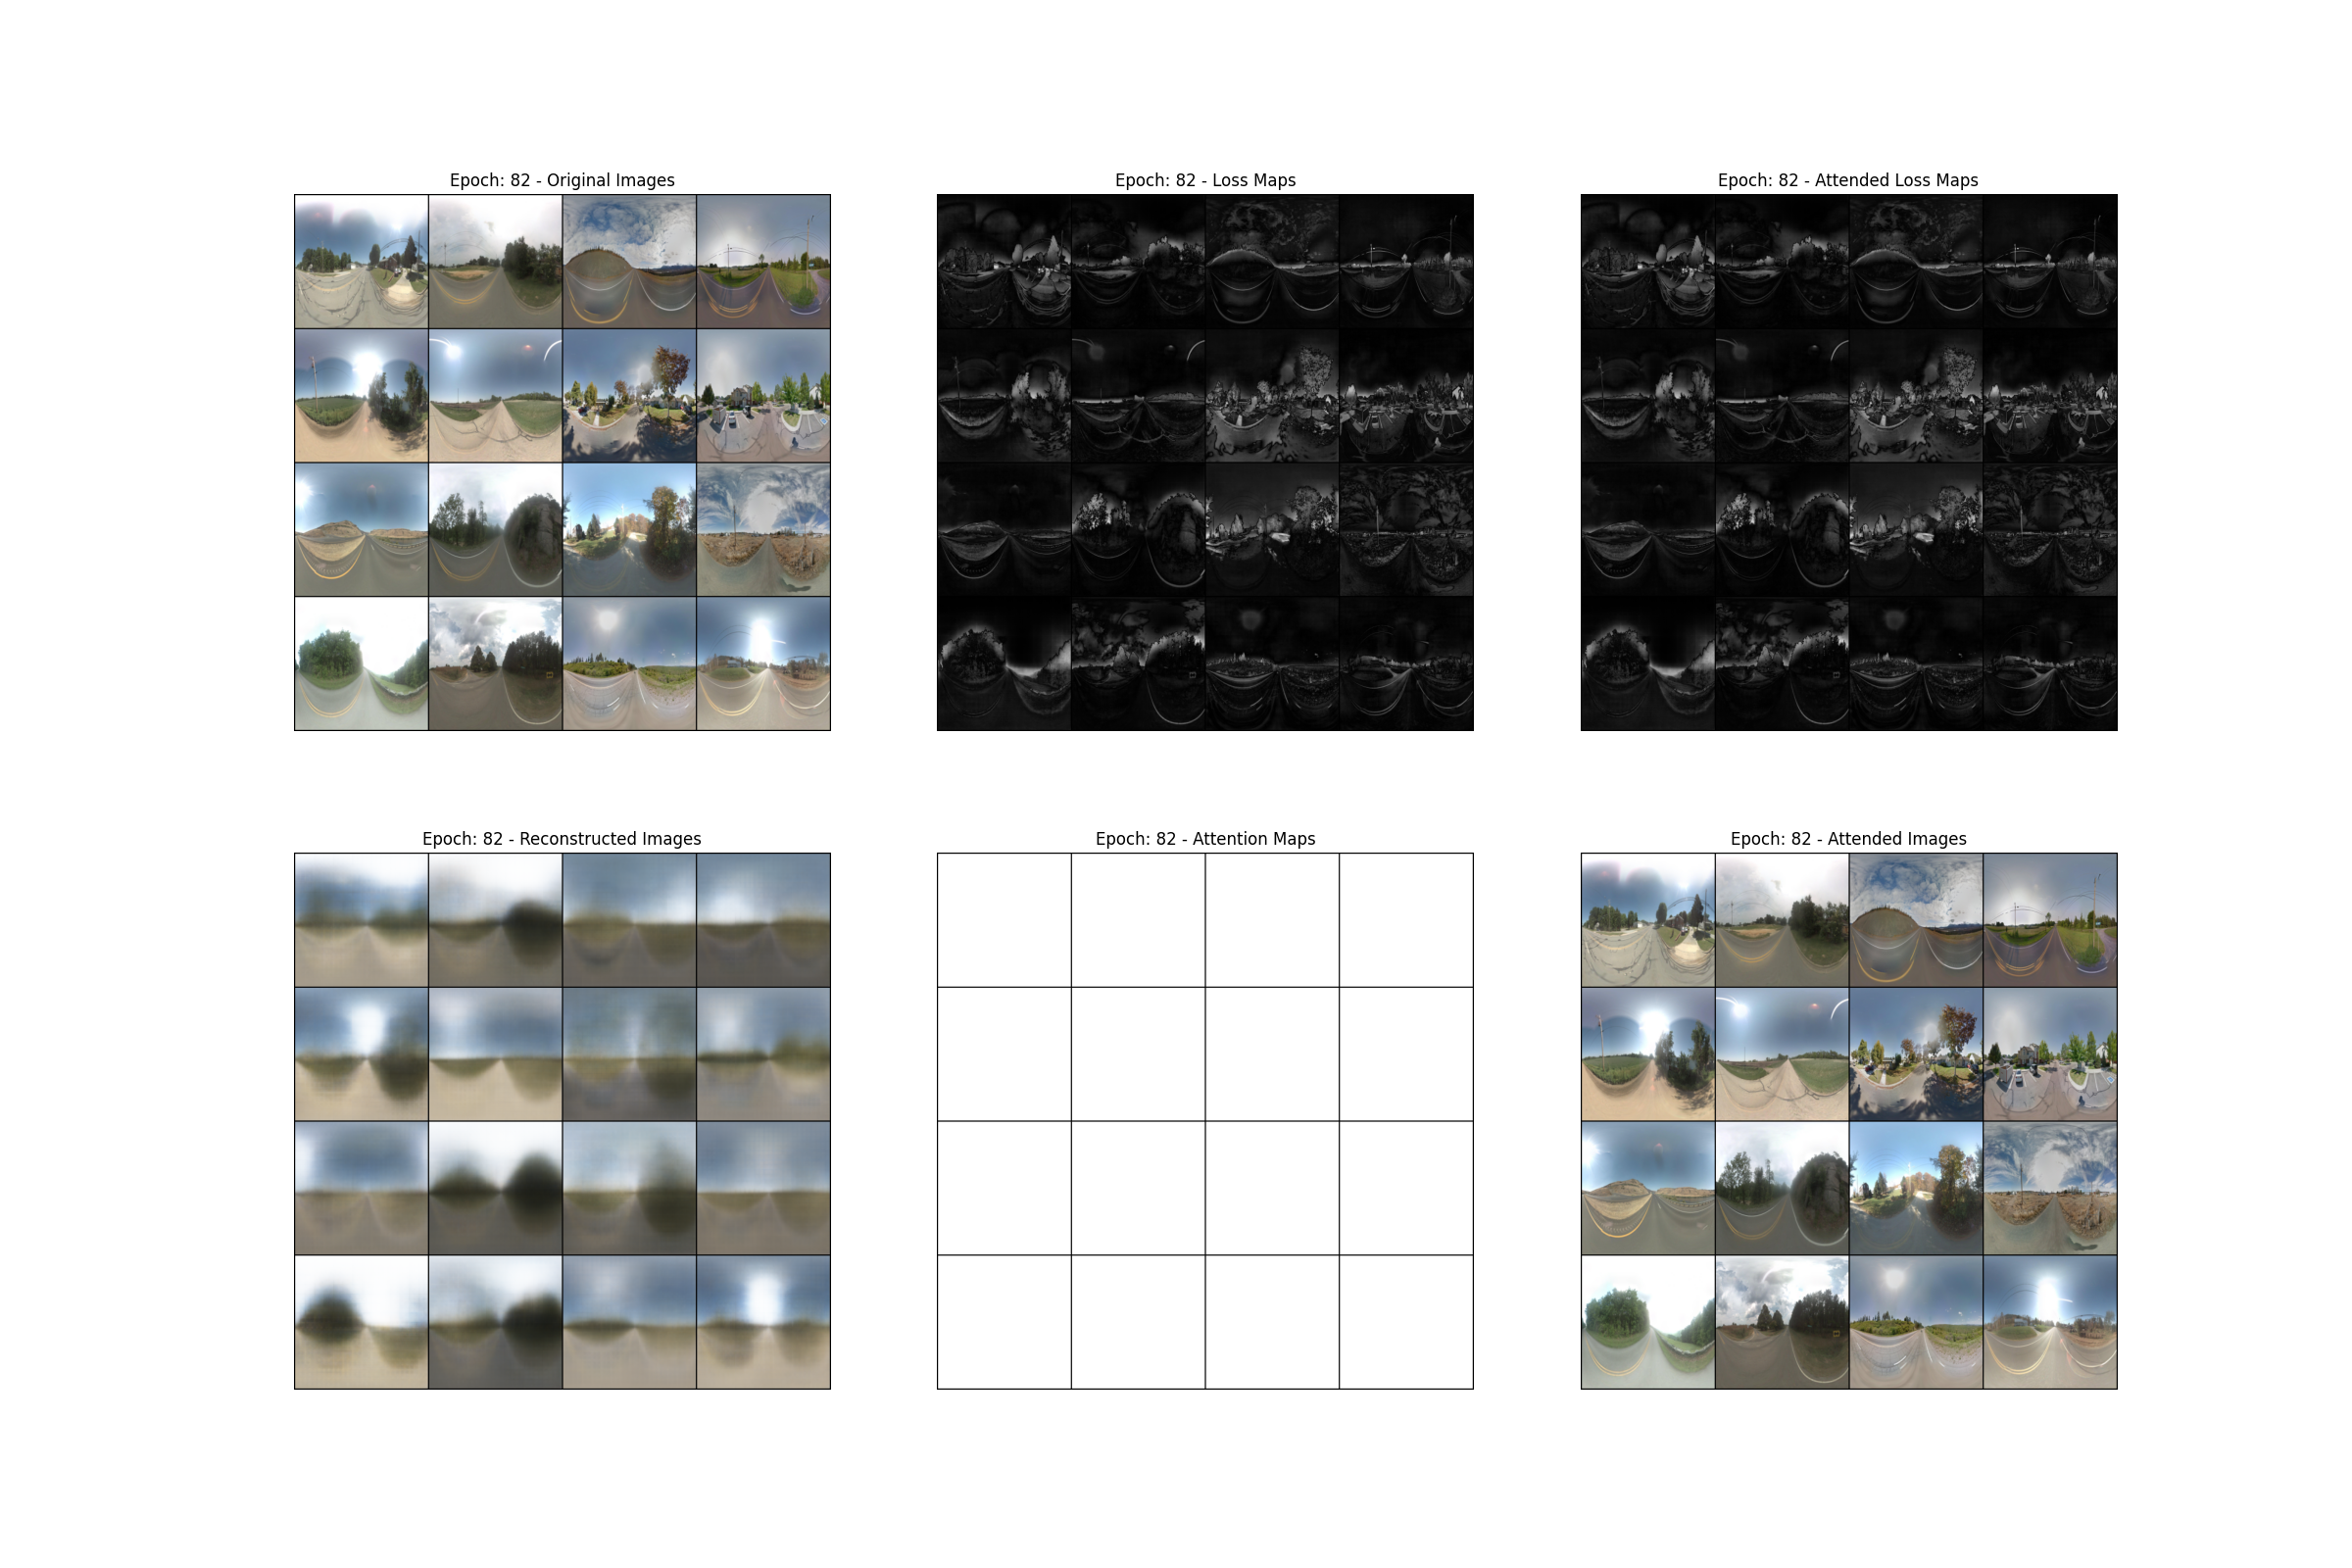 Epoch: 82 - Original Images
Epoch: 82 - Loss Maps
Epoch: 82 - Attended Loss Maps
Epoch: 82 - Reconstructed Images
Epoch: 82 - Attention Maps
Epoch: 82 - Attended Images